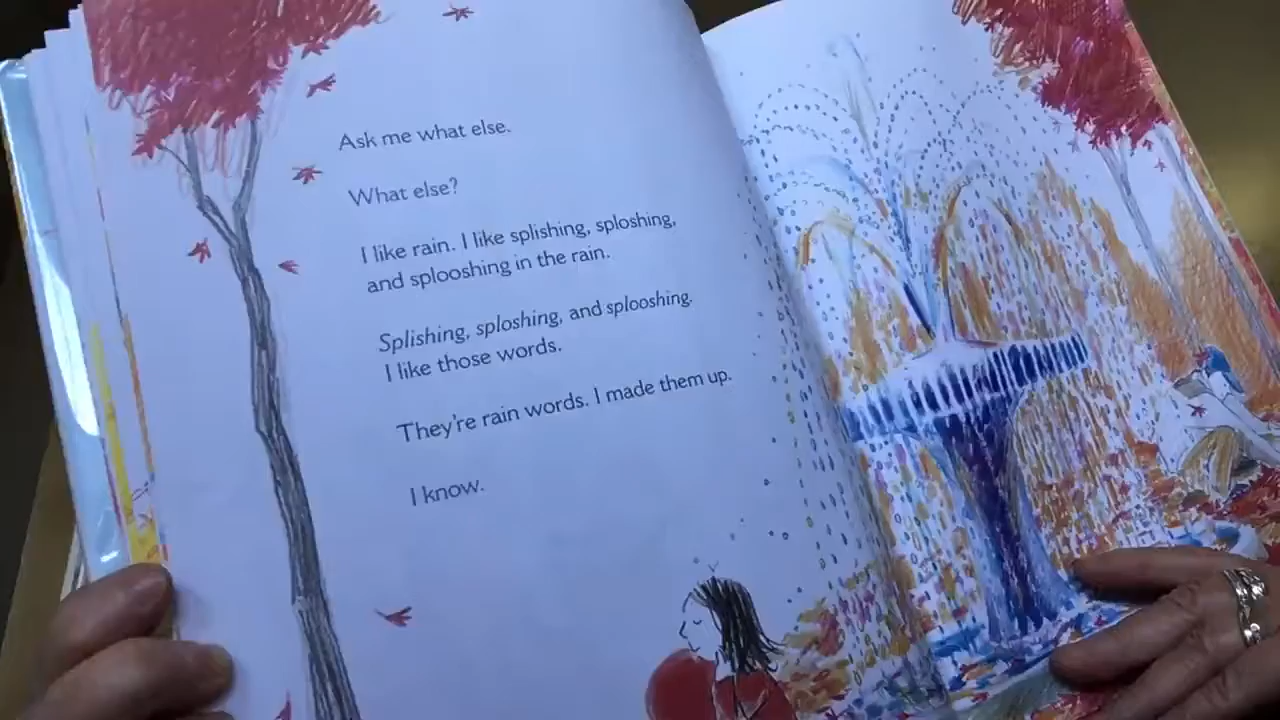 Ask me what else.
What else?
I like rain. I like splishing, sploshing,
and splooshing in the rain.
Splishing, sploshing, and splooshing.
I like those words.
They're rain words. I made them up.
I know.